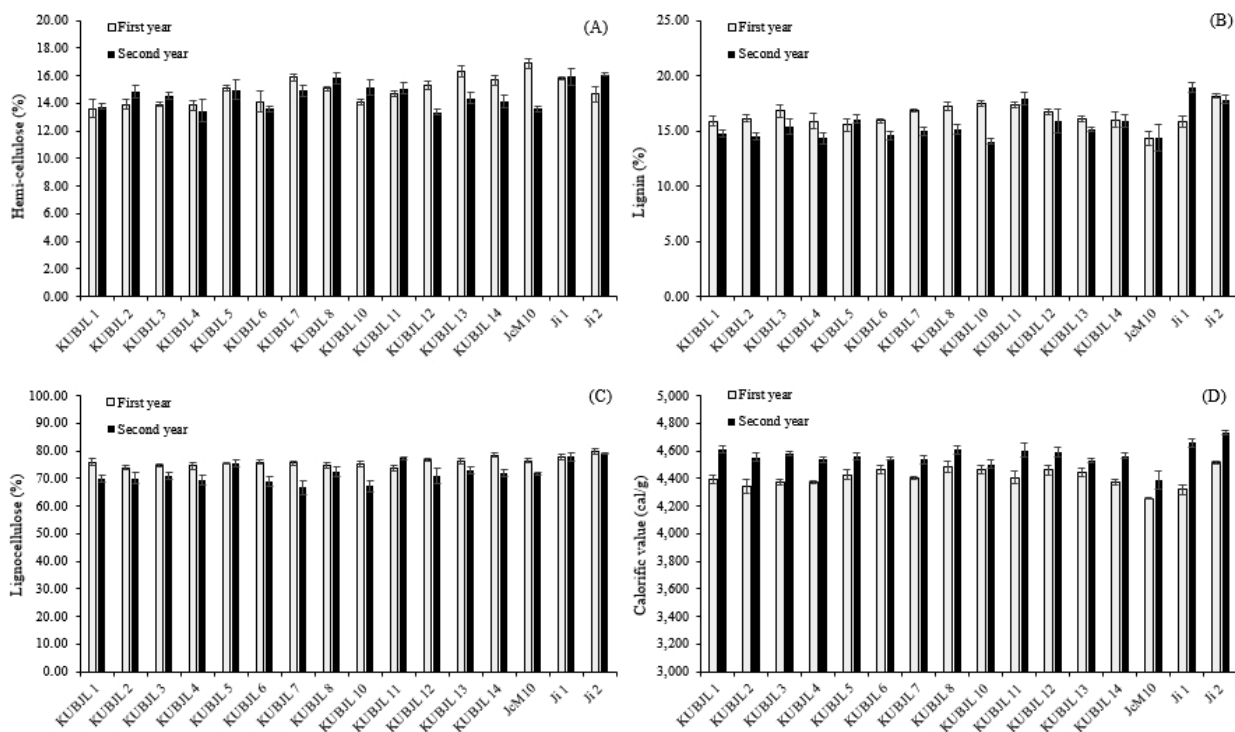 (A)
First year
Second year
Hemi-cellulose (%)
20.00
18.00
16.00
14.00
12.00
10.00
8.00
6.00
4.00
2.00
0.00
KUBJL 1
KUBJL 2
KUBJL 3
KUBJL 4
KUBJL 5
KUBJL 6
KUBJL 7
KUBJL 8
KUBJL 10
KUBJL 11
KUBJL 12
KUBJL 13
KUBJL 14
JcM10
Ji 1
Ji 2
(B)
First year
Second year
Lignin (%)
25.00
20.00
15.00
10.00
5.00
0.00
KUBJL 1
KUBJL 2
KUBJL 3
KUBJL 4
KUBJL 5
KUBJL 6
KUBJL 7
KUBJL 8
KUBJL 10
KUBJL 11
KUBJL 12
KUBJL 13
KUBJL 14
JcM10
Ji 1
Ji 2
(C)
First year
Second year
Lignocellulose (%)
100.00
90.00
80.00
70.00
60.00
50.00
40.00
30.00
20.00
10.00
0.00
KUBJL 1
KUBJL 2
KUBJL 3
KUBJL 4
KUBJL 5
KUBJL 6
KUBJL 7
KUBJL 8
KUBJL 10
KUBJL 11
KUBJL 12
KUBJL 13
KUBJL 14
JcM10
Ji 1
Ji 2
(D)
First year
Second year
Calorific value (cal/g)
5,000
4,800
4,600
4,400
4,200
4,000
3,800
3,600
3,400
3,200
3,000
KUBJL 1
KUBJL 2
KUBJL 3
KUBJL 4
KUBJL 5
KUBJL 6
KUBJL 7
KUBJL 8
KUBJL 10
KUBJL 11
KUBJL 12
KUBJL 13
KUBJL 14
JcM10
Ji 1
Ji 2